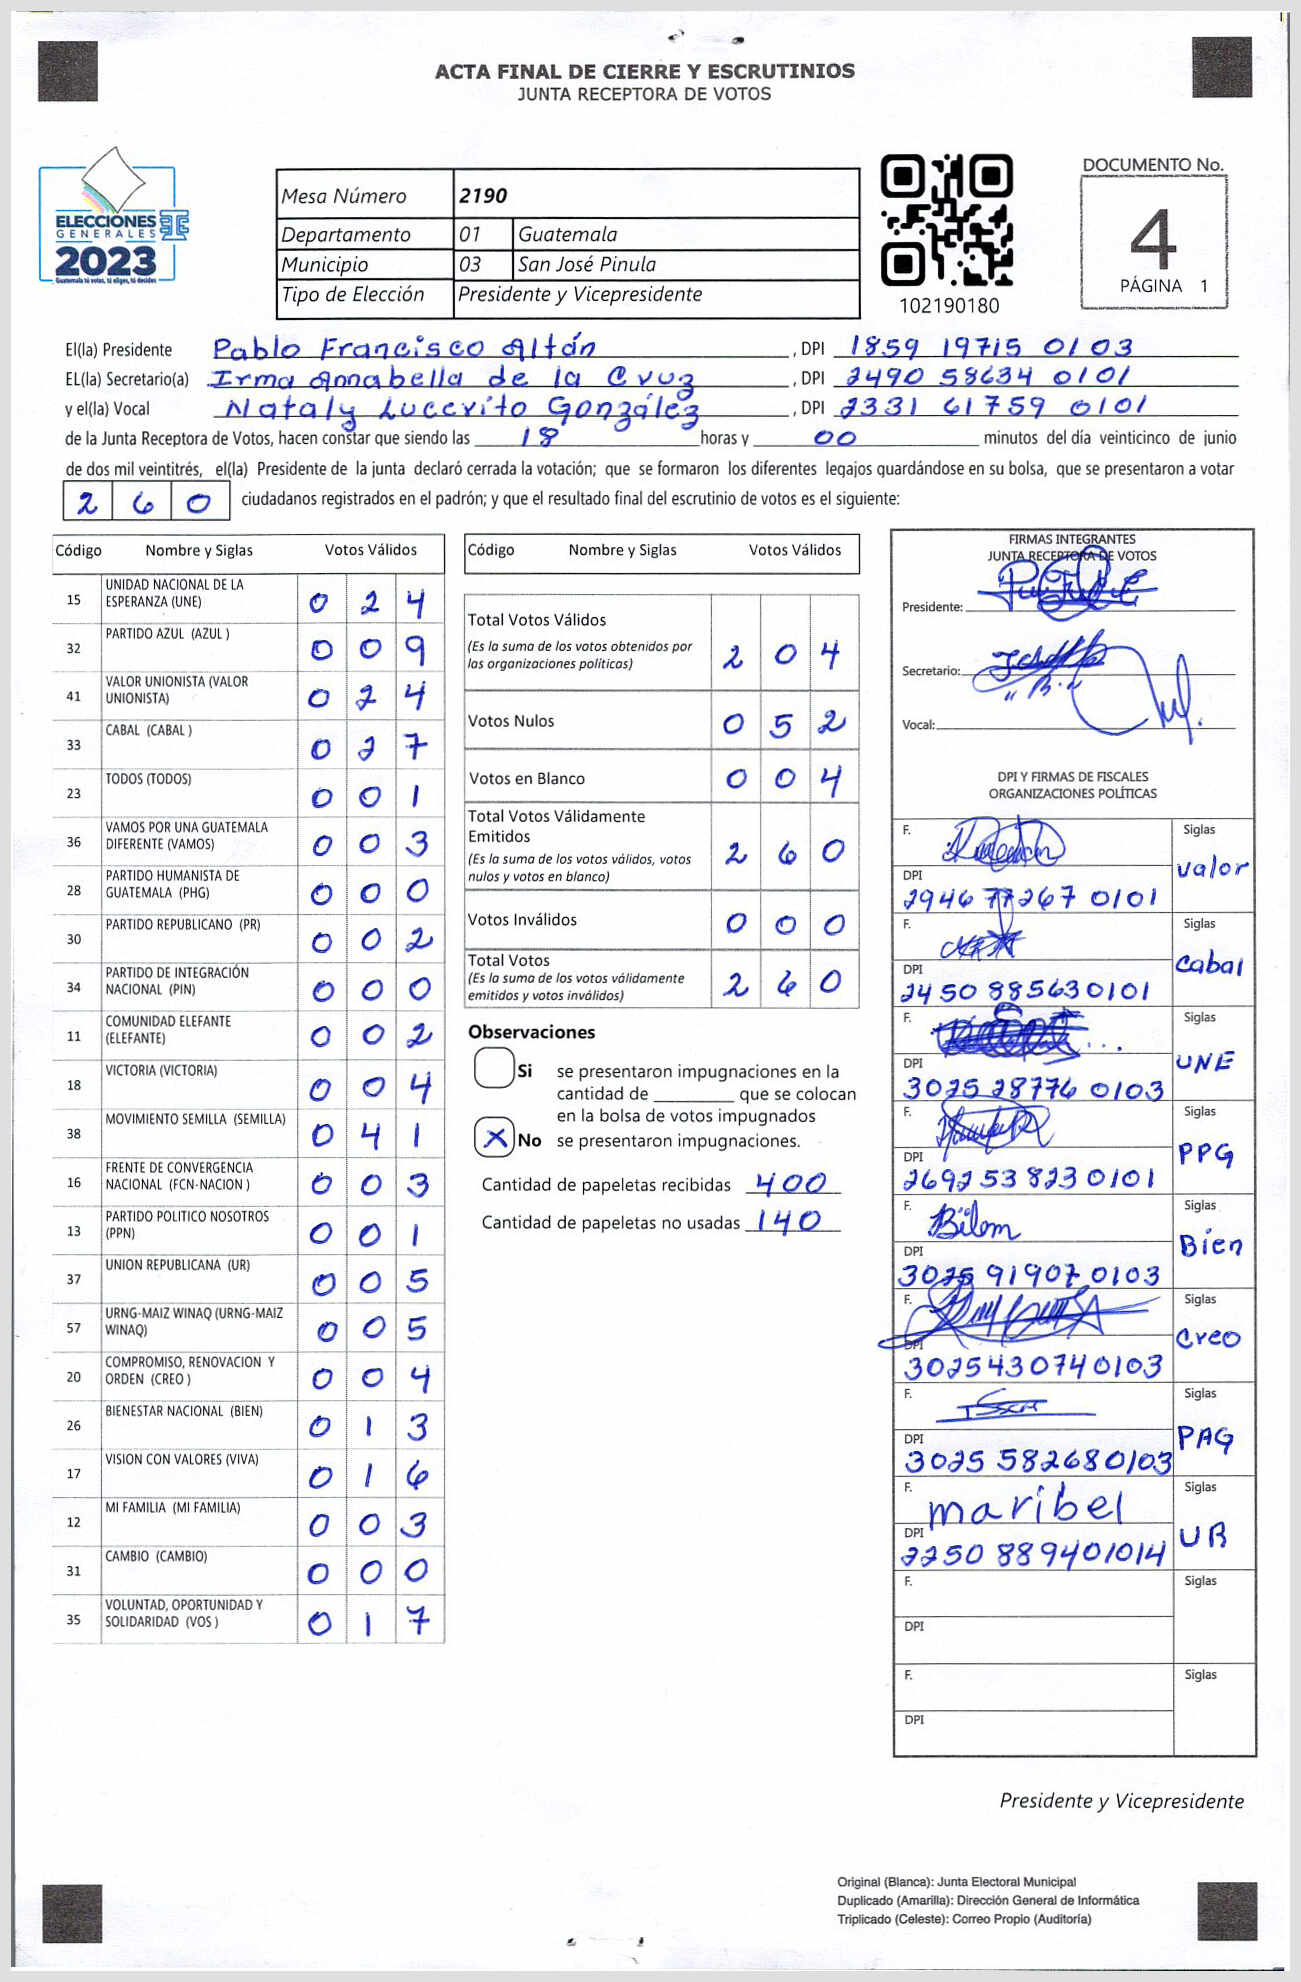 ACTA FINAL DE CIERRE Y ESCRUTINIOS
JUNTA RECEPTORA DE VOTOS
ELECCIONES
GENERALES
2023
Guatemala tú votas, tú eliges, tú decides
Mesa Número 2190
Departamento 01 Guatemala
Municipio 03 San José Pinula
Tipo de Elección Presidente y Vicepresidente
102190180
DOCUMENTO No.
4
PÁGINA 1
El(la) Presidente Pablo Francisco Altán , DPI 1859 19715 0103
EL(la) Secretario(a) Irma Annabella de la Cruz , DPI 2490 58634 0101
y el(la) Vocal Nataly Lucerito González , DPI 2331 61759 0101
de la Junta Receptora de Votos, hacen constar que siendo las 18 horas y 00 minutos del día veinticinco de junio
de dos mil veintitrés, el(la) Presidente de la junta declaró cerrada la votación; que se formaron los diferentes legajos guardándose en su bolsa, que se presentaron a votar
2 6 0 ciudadanos registrados en el padrón; y que el resultado final del escrutinio de votos es el siguiente:
Código Nombre y Siglas Votos Válidos
15 UNIDAD NACIONAL DE LA ESPERANZA (UNE) 0 2 4
32 PARTIDO AZUL (AZUL ) 0 0 9
41 VALOR UNIONISTA (VALOR UNIONISTA) 0 2 4
33 CABAL (CABAL ) 0 2 7
23 TODOS (TODOS) 0 0 1
36 VAMOS POR UNA GUATEMALA DIFERENTE (VAMOS) 0 0 3
28 PARTIDO HUMANISTA DE GUATEMALA (PHG) 0 0 0
30 PARTIDO REPUBLICANO (PR) 0 0 2
34 PARTIDO DE INTEGRACIÓN NACIONAL (PIN) 0 0 0
11 COMUNIDAD ELEFANTE (ELEFANTE) 0 0 2
18 VICTORIA (VICTORIA) 0 0 4
38 MOVIMIENTO SEMILLA (SEMILLA) 0 4 1
16 FRENTE DE CONVERGENCIA NACIONAL (FCN-NACION ) 0 0 3
13 PARTIDO POLITICO NOSOTROS (PPN) 0 0 1
37 UNION REPUBLICANA (UR) 0 0 5
57 URNG-MAIZ WINAQ (URNG-MAIZ WINAQ) 0 0 5
20 COMPROMISO, RENOVACION Y ORDEN (CREO ) 0 0 4
26 BIENESTAR NACIONAL (BIEN) 0 1 3
17 VISION CON VALORES (VIVA) 0 1 6
12 MI FAMILIA (MI FAMILIA) 0 0 3
31 CAMBIO (CAMBIO) 0 0 0
35 VOLUNTAD, OPORTUNIDAD Y SOLIDARIDAD (VOS ) 0 1 7
Código Nombre y Siglas Votos Válidos
Total Votos Válidos
(Es la suma de los votos obtenidos por las organizaciones políticas) 2 0 4
Votos Nulos 0 5 2
Votos en Blanco 0 0 4
Total Votos Válidamente Emitidos
(Es la suma de los votos válidos, votos nulos y votos en blanco) 2 6 0
Votos Inválidos 0 0 0
Total Votos
(Es la suma de los votos válidamente emitidos y votos inválidos) 2 6 0
Observaciones
Si se presentaron impugnaciones en la
cantidad de ________ que se colocan
en la bolsa de votos impugnados
X No se presentaron impugnaciones.
Cantidad de papeletas recibidas 400
Cantidad de papeletas no usadas 140
FIRMAS INTEGRANTES
JUNTA RECEPTORA DE VOTOS
Presidente:
Secretario:
Vocal:
DPI Y FIRMAS DE FISCALES
ORGANIZACIONES POLÍTICAS
F. Siglas
Valor
DPI
2946 77267 0101
F. Siglas
Cabal
DPI
2450 885630101
F. Siglas
UNE
DPI
3025 28776 0103
F. Siglas
PPG
DPI
2692 53 823 0101
F. Bilom Siglas
Bien
DPI
3025 91907 0103
F. Siglas
Creo
DPI
3025430740103
F. Siglas
PAG
DPI
3025 582680103
F. maribel Siglas
UR
DPI
2250 889401014
F. Siglas
DPI
F. Siglas
DPI
Presidente y Vicepresidente
Original (Blanca): Junta Electoral Municipal
Duplicado (Amarilla): Dirección General de Informática
Triplicado (Celeste): Correo Propio (Auditoría)